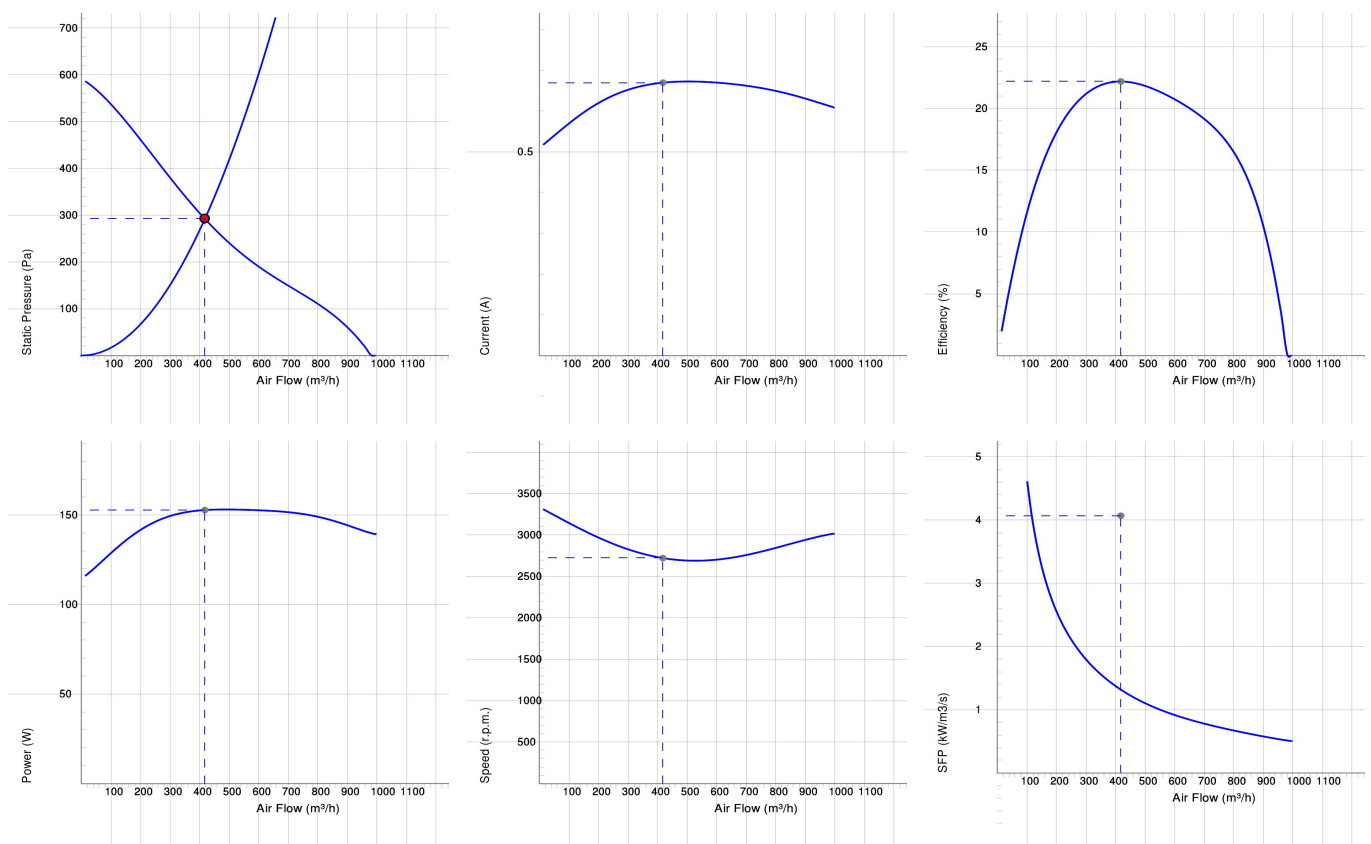 700
600
500
400
300
200
100
Static Pressure (Pa)
100 200 300 400 500 600 700 800 900 1000 1100
Air Flow (m³/h)
0.5
Current (A)
100 200 300 400 500 600 700 800 900 1000 1100
Air Flow (m³/h)
25
20
15
10
5
Efficiency (%)
100 200 300 400 500 600 700 800 900 1000 1100
Air Flow (m³/h)
150
100
50
Power (W)
100 200 300 400 500 600 700 800 900 1000 1100
Air Flow (m³/h)
3500
3000
2500
2000
1500
1000
500
Speed (r.p.m.)
100 200 300 400 500 600 700 800 900 1000 1100
Air Flow (m³/h)
5
4
3
2
1
SFP (kW/m3/s)
100 200 300 400 500 600 700 800 900 1000 1100
Air Flow (m³/h)